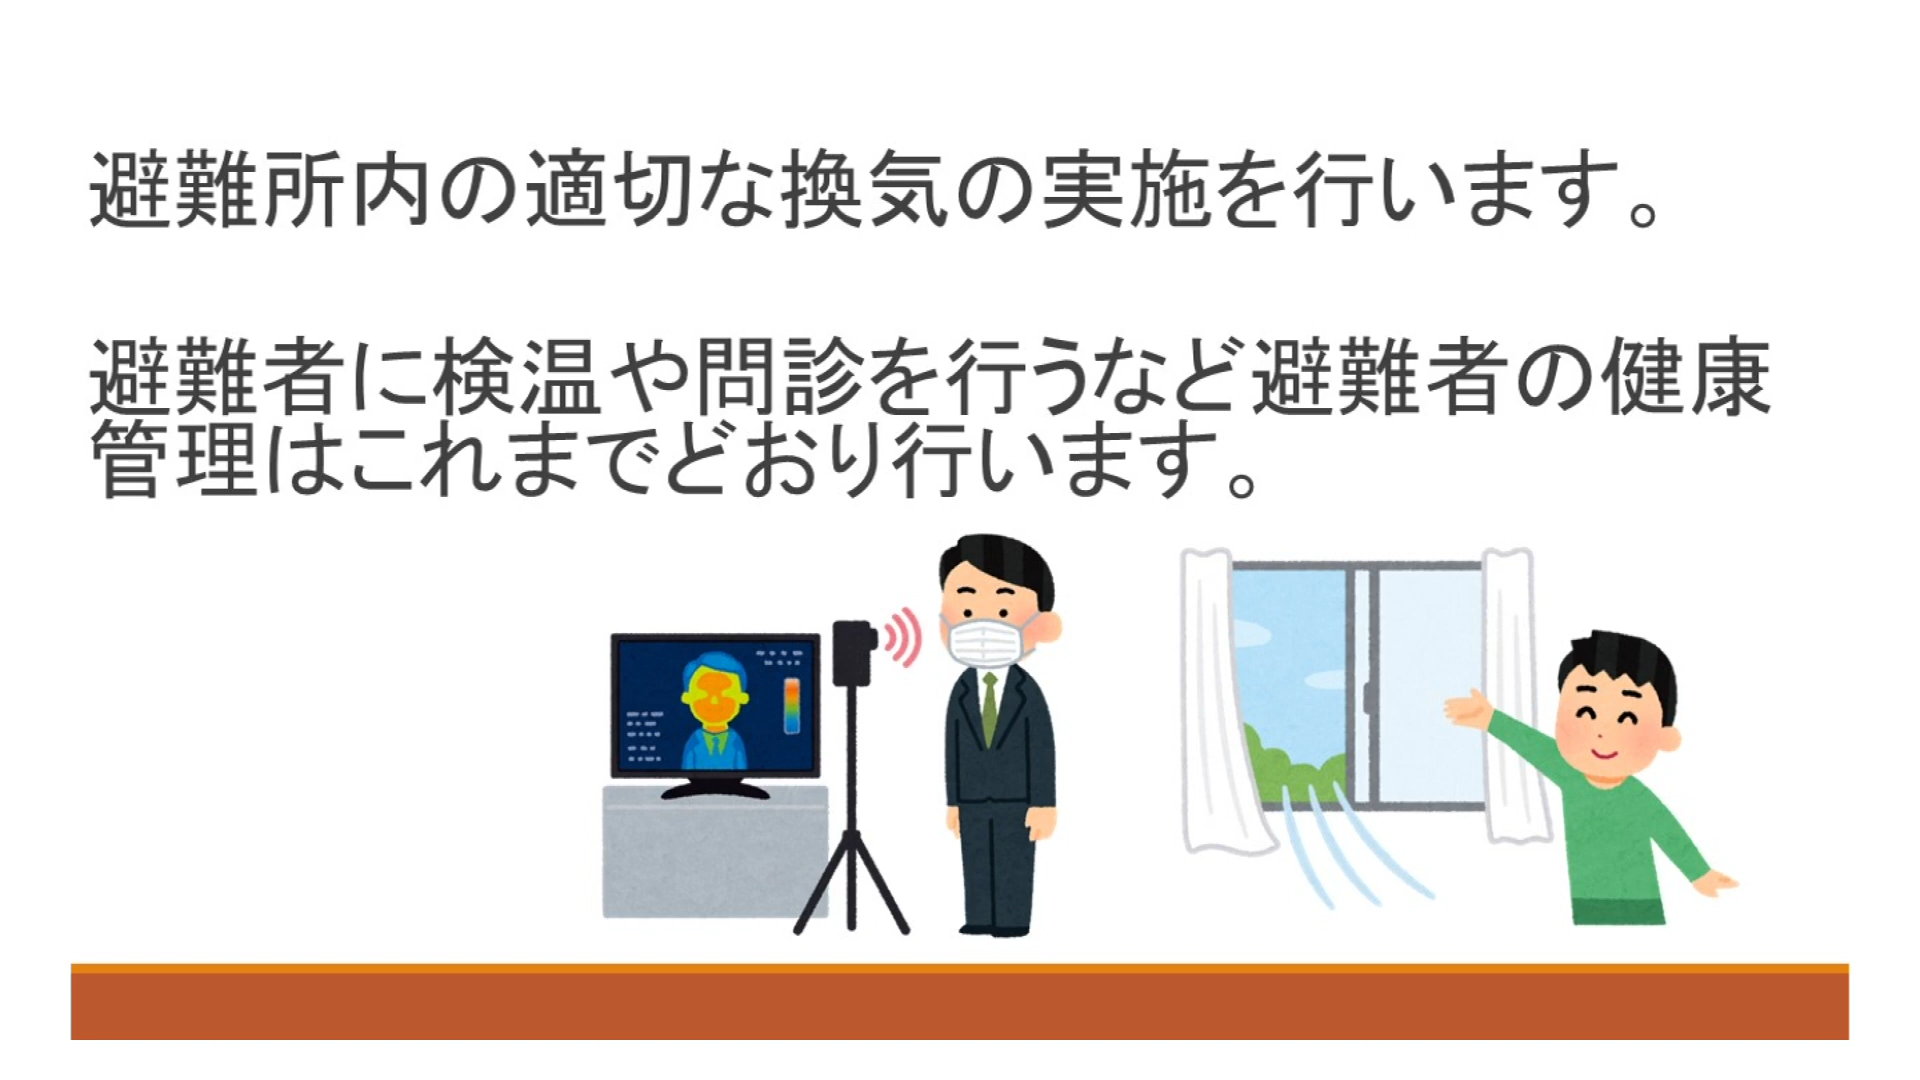 避難所内の適切な換気の実施を行います。
避難者に検温や問診を行うなど避難者の健康
管理はこれまでどおり行います。